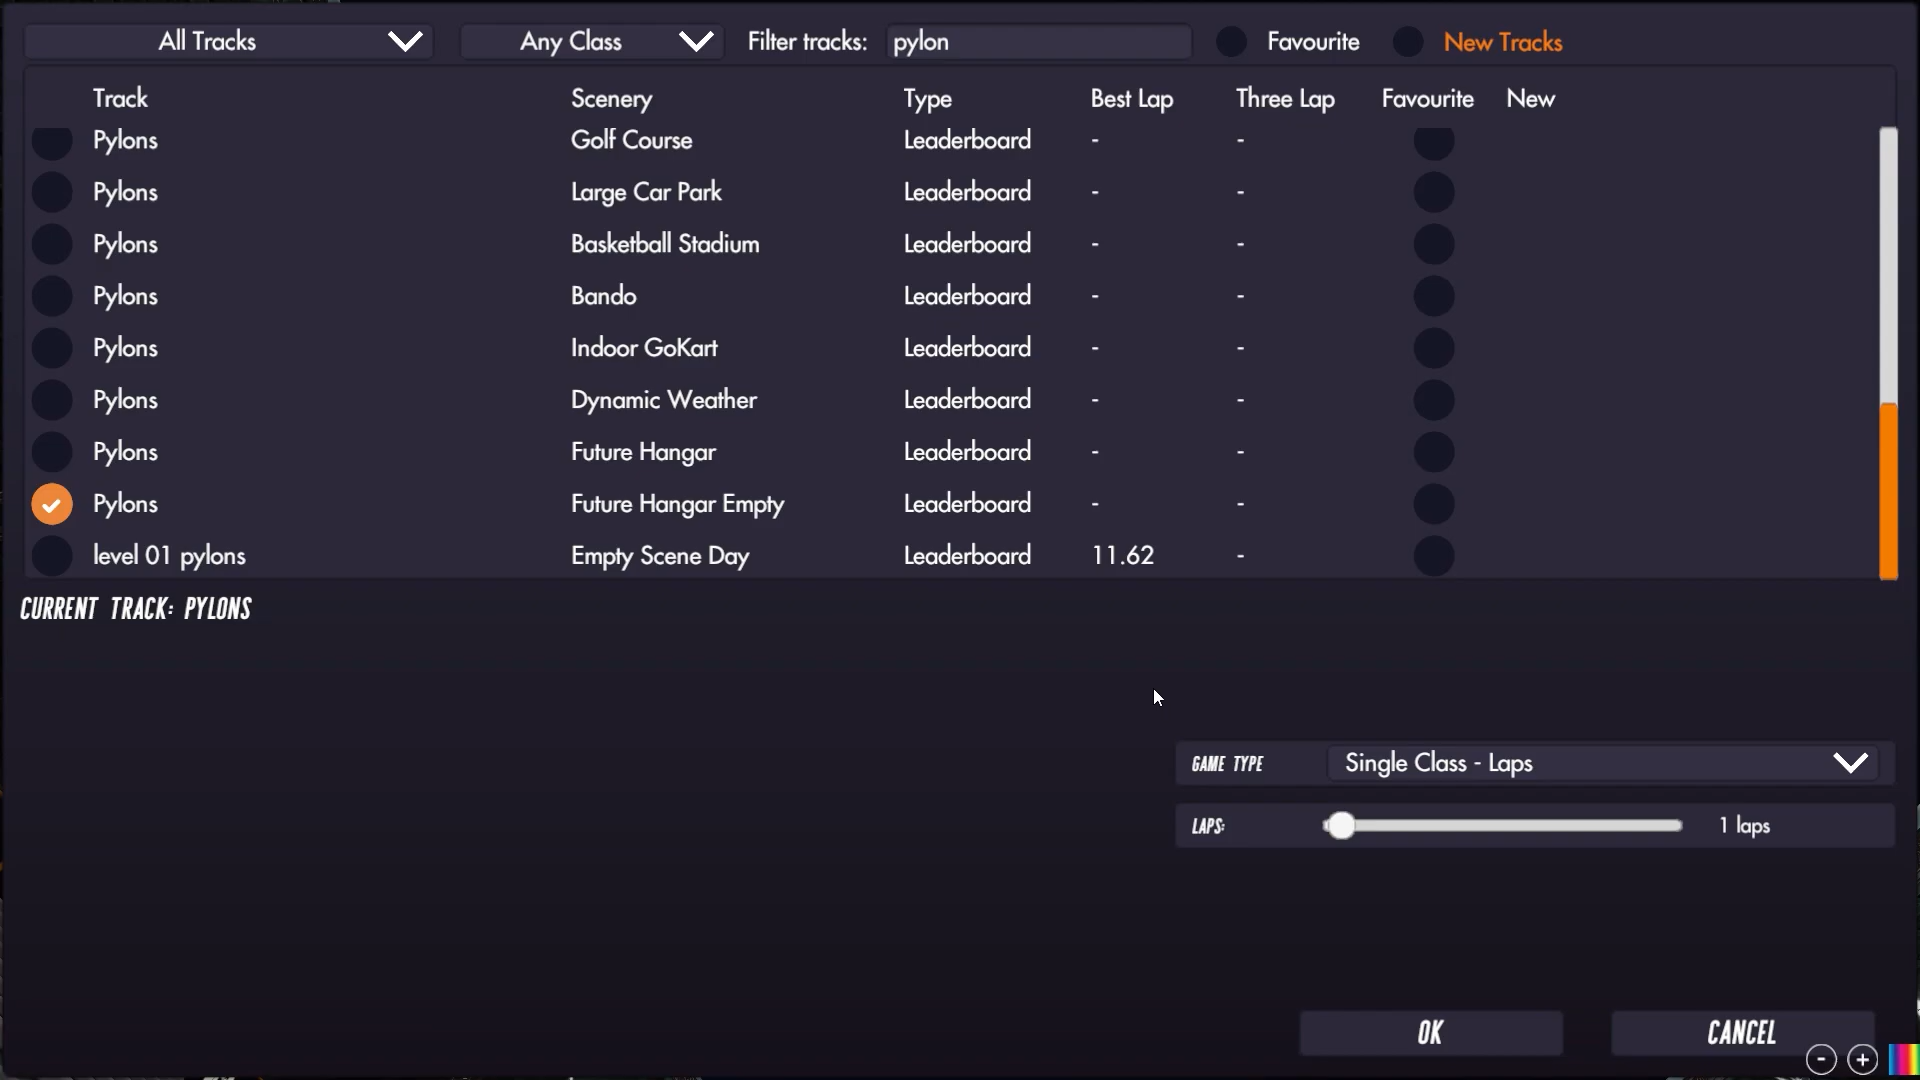 All Tracks Any Class Filter tracks: pylon Favourite New Tracks
Track Scenery Type Best Lap Three Lap Favourite New
Pylons Golf Course Leaderboard - -
Pylons Large Car Park Leaderboard - -
Pylons Basketball Stadium Leaderboard - -
Pylons Bando Leaderboard - -
Pylons Indoor GoKart Leaderboard - -
Pylons Dynamic Weather Leaderboard - -
Pylons Future Hangar Leaderboard - -
Pylons Future Hangar Empty Leaderboard - -
level 01 pylons Empty Scene Day Leaderboard 11.62 -
CURRENT TRACK: PYLONS
GAME TYPE Single Class - Laps
LAPS: 1 laps
OK CANCEL
- +